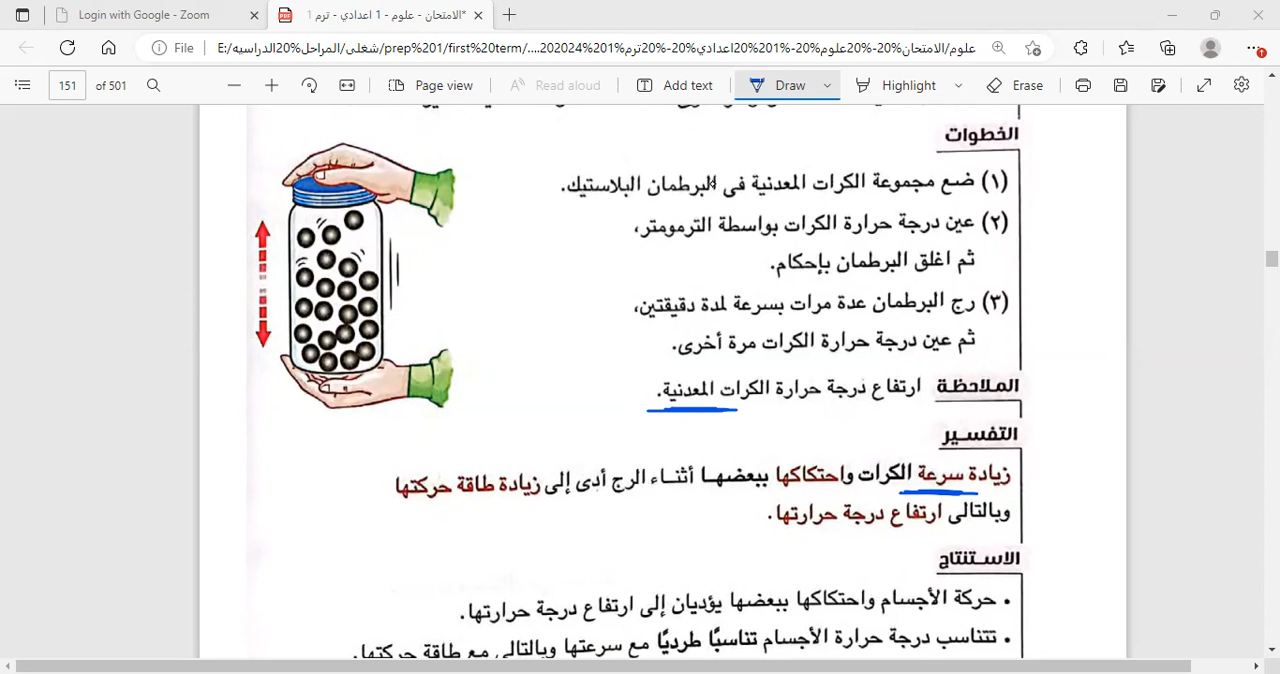 Login with Google - Zoom
*الامتحان - علوم - 1 اعدادي - ترم 1
File
E:/شغلى/المراحل%20الدراسيه/prep%201/first%20tem/علوم/الامتحان%20-%20علوم%20-%201%20اعدادي%20-%20ترم%201%202024....
151
of 501
Page view
Read aloud
Add text
Draw
Highlight
Erase
الخطوات
(١) ضع مجموعة الكرات المعدنية فى البرطمان البلاستيك.
(٢) عين درجة حرارة الكرات بواسطة الترمومتر،
ثم اغلق البرطمان بإحكام.
(٣) رج البرطمان عدة مرات بسرعة لمدة دقيقتين،
ثم عين درجة حرارة الكرات مرة أخرى.
الملاحظة
ارتفاع درجة حرارة الكرات المعدنية.
التفسير
زيادة سرعة الكرات واحتكاكها ببعضها أثناء الرج أدى إلى زيادة طاقة حركتها
وبالتالى ارتفاع درجة حرارتها.
الاستنتاج
• حركة الأجسام واحتكاكها ببعضها يؤديان إلى ارتفاع درجة حرارتها.
• تتناسب درجة حرارة الأجسام تناسبًا طرديًا مع سرعتها وبالتالى مع طاقة حركتها.